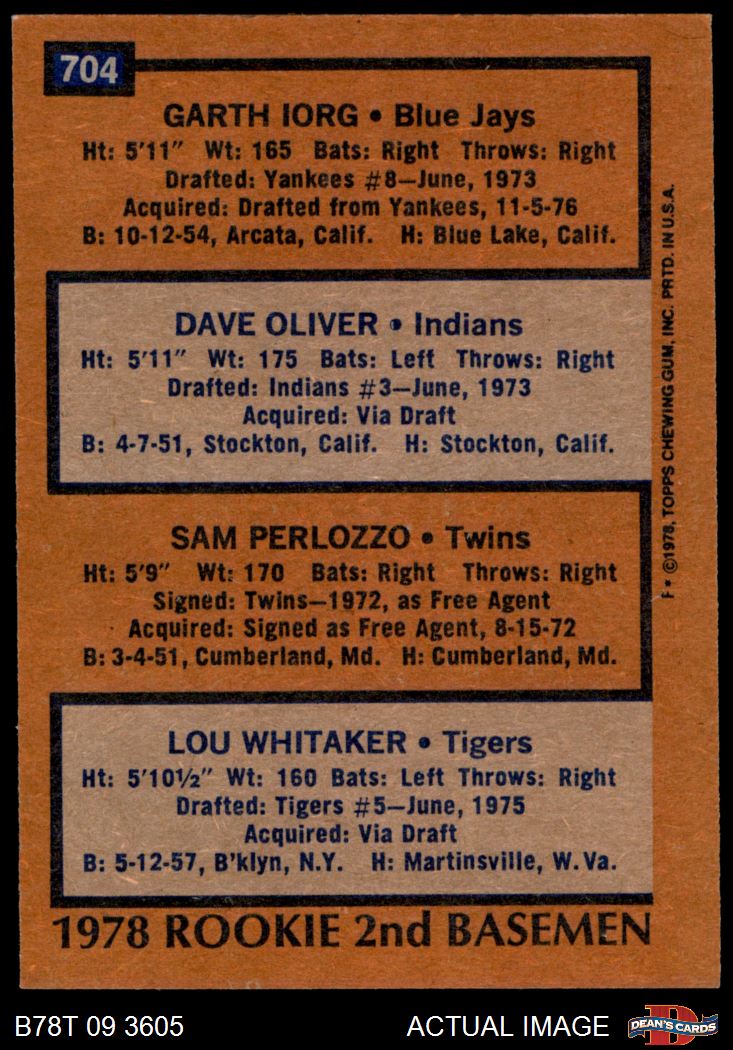 704
GARTH IORG • Blue Jays
Ht: 5'11" Wt: 165 Bats: Right Throws: Right
Drafted: Yankees #8—June, 1973
Acquired: Drafted from Yankees, 11-5-76
B: 10-12-54, Arcata, Calif. H: Blue Lake, Calif.
DAVE OLIVER • Indians
Ht: 5'11" Wt: 175 Bats: Left Throws: Right
Drafted: Indians #3—June, 1973
Acquired: Via Draft
B: 4-7-51, Stockton, Calif. H: Stockton, Calif.
SAM PERLOZZO • Twins
Ht: 5'9" Wt: 170 Bats: Right Throws: Right
Signed: Twins—1972, as Free Agent
Acquired: Signed as Free Agent, 8-15-72
B: 3-4-51, Cumberland, Md. H: Cumberland, Md.
LOU WHITAKER • Tigers
Ht: 5'10½" Wt: 160 Bats: Left Throws: Right
Drafted: Tigers #5—June, 1975
Acquired: Via Draft
B: 5-12-57, B'klyn, N.Y. H: Martinsville, W. Va.
1978 ROOKIE 2nd BASEMEN
F * ©1978, TOPPS CHEWING GUM, INC. PRTD. IN U.S.A.
B78T 09 3605
ACTUAL IMAGE
D
DEAN'S CARDS